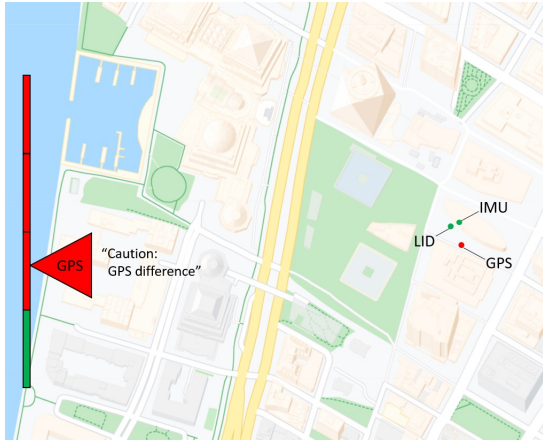 IMU
LID
GPS
GPS
“Caution:
GPS difference”